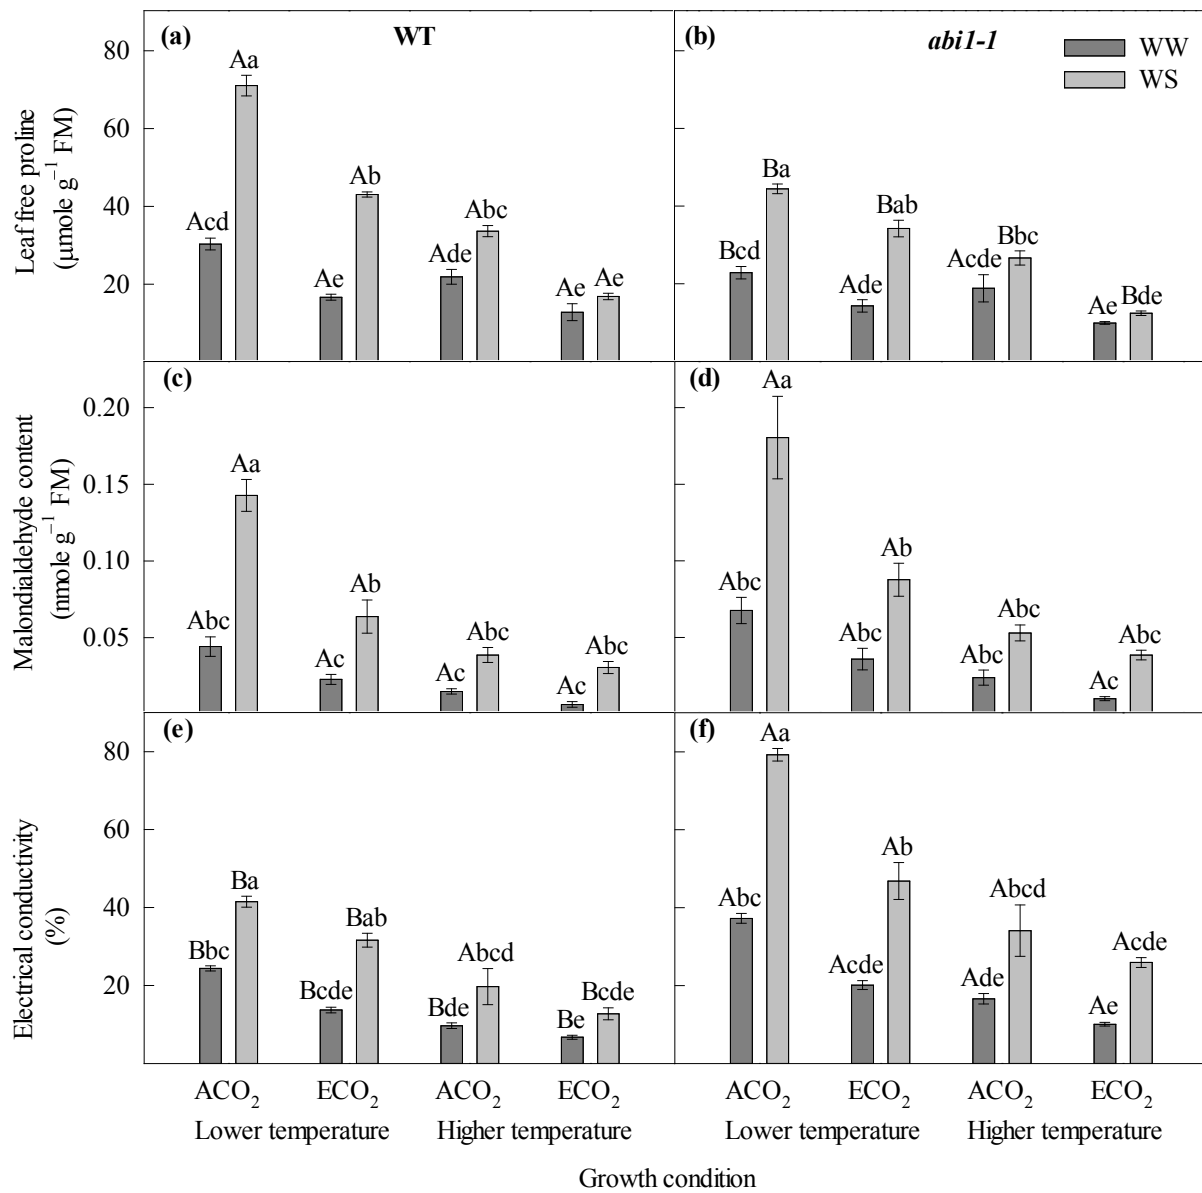 (a) WT
(b) abi1-1
WW
WS
Leaf free proline
(µmole g⁻¹ FM)
80
60
40
20
Acd Aa
Ae Ab
Ade Abc
Ae Ae
Bcd Ba
Ade Bab
Acde Bbc
Ae Bde
(c)
(d)
Malondialdehyde content
(nmole g⁻¹ FM)
0.20
0.15
0.10
0.05
Abc Aa
Ac Ab
Ac Abc
Ac Abc
Abc Aa
Abc Ab
Abc Abc
Ac Abc
(e)
(f)
Electrical conductivity
(%)
80
60
40
20
Bbc Ba
Bcde Bab
Bde Abcd
Be Bcde
Abc Aa
Acde Ab
Ade Abcd
Ae Acde
ACO₂ ECO₂ ACO₂ ECO₂ ACO₂ ECO₂ ACO₂ ECO₂
Lower temperature Higher temperature Lower temperature Higher temperature
Growth condition